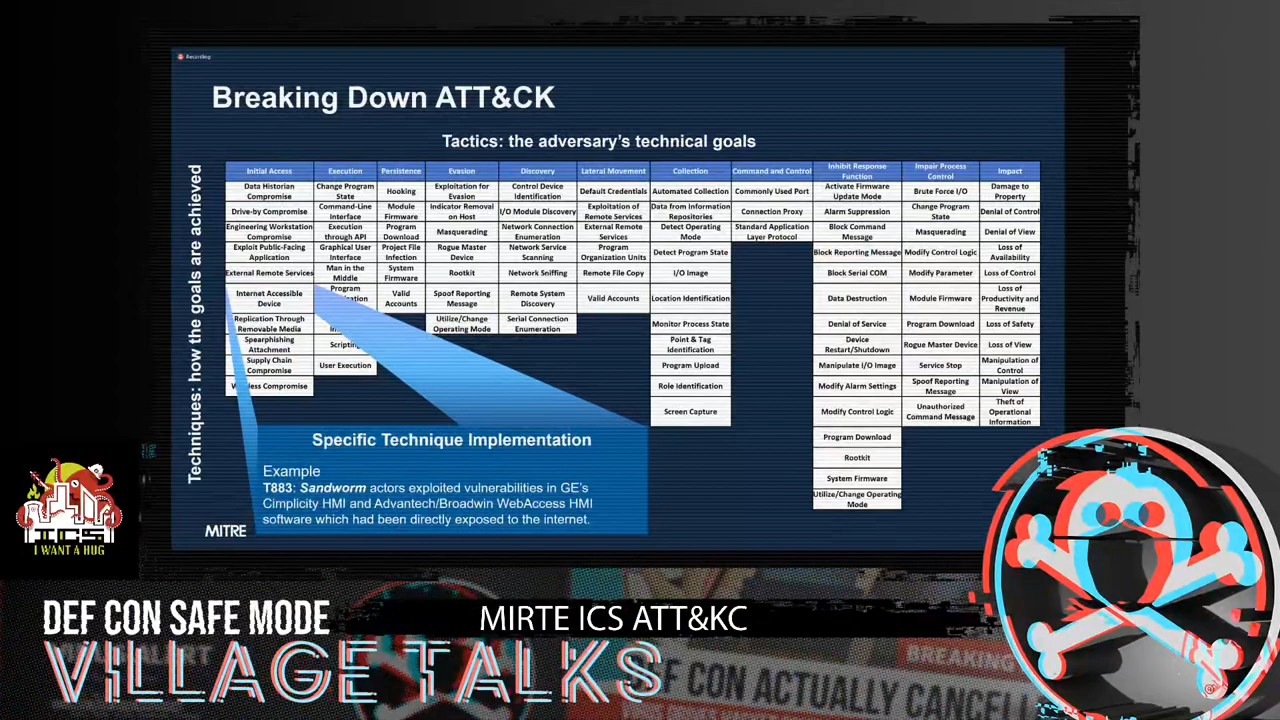 Recording
Breaking Down ATT&CK
Tactics: the adversary's technical goals
Techniques: how the goals are achieved
Initial Access
Data Historian
Compromise
Drive-by Compromise
Engineering Workstation
Compromise
Exploit Public-Facing
Application
External Remote Services
Internet Accessible
Device
Replication Through
Removable Media
Spearphishing
Attachment
Supply Chain
Compromise
Compromise
Execution
Change Program
State
Command-Line
Interface
Execution
through API
Graphical User
Interface
Man in the
Middle
Program
Scripting
User Execution
Persistence
Hooking
Module
Firmware
Program
Download
Project File
Infection
System
Firmware
Valid
Accounts
Evasion
Exploitation for
Evasion
Indicator Removal
on Host
Masquerading
Rogue Master
Device
Rootkit
Spoof Reporting
Message
Utilize/Change
Operating Mode
Discovery
Control Device
Identification
I/O Module Discovery
Network Connection
Enumeration
Network Service
Scanning
Network Sniffing
Remote System
Discovery
Serial Connection
Enumeration
Lateral Movement
Default Credentials
Exploitation of
Remote Services
External Remote
Services
Program
Organization Units
Remote File Copy
Valid Accounts
Collection
Automated Collection
Data from Information
Repositories
Detect Operating
Mode
Detect Program State
I/O Image
Location Identification
Monitor Process State
Point & Tag
Identification
Program Upload
Role Identification
Screen Capture
Command and Control
Commonly Used Port
Connection Proxy
Standard Application
Layer Protocol
Inhibit Response
Function
Activate Firmware
Update Mode
Alarm Suppression
Block Command
Message
Block Reporting Message
Block Serial COM
Data Destruction
Denial of Service
Device
Restart/Shutdown
Manipulate I/O Image
Modify Alarm Settings
Modify Control Logic
Program Download
Rootkit
System Firmware
Utilize/Change Operating
Mode
Impair Process
Control
Brute Force I/O
Change Program
State
Masquerading
Modify Control Logic
Modify Parameter
Module Firmware
Program Download
Rogue Master Device
Service Stop
Spoof Reporting
Message
Unauthorized
Command Message
Impact
Damage to
Property
Denial of Control
Denial of View
Loss of
Availability
Loss of Control
Loss of
Productivity and
Revenue
Loss of Safety
Loss of View
Manipulation of
Control
Manipulation of
View
Theft of
Operational
Information
Specific Technique Implementation
Example
T883: Sandworm actors exploited vulnerabilities in GE's
Cimplicity HMI and Advantech/Broadwin WebAccess HMI
software which had been directly exposed to the internet.
MITRE
ICS
I WANT A HUG
DEF CON SAFE MODE
MIRTE ICS ATT&KC
VILLAGE TALKS
BREAKING
DEF CON ACTUALLY CANCEL